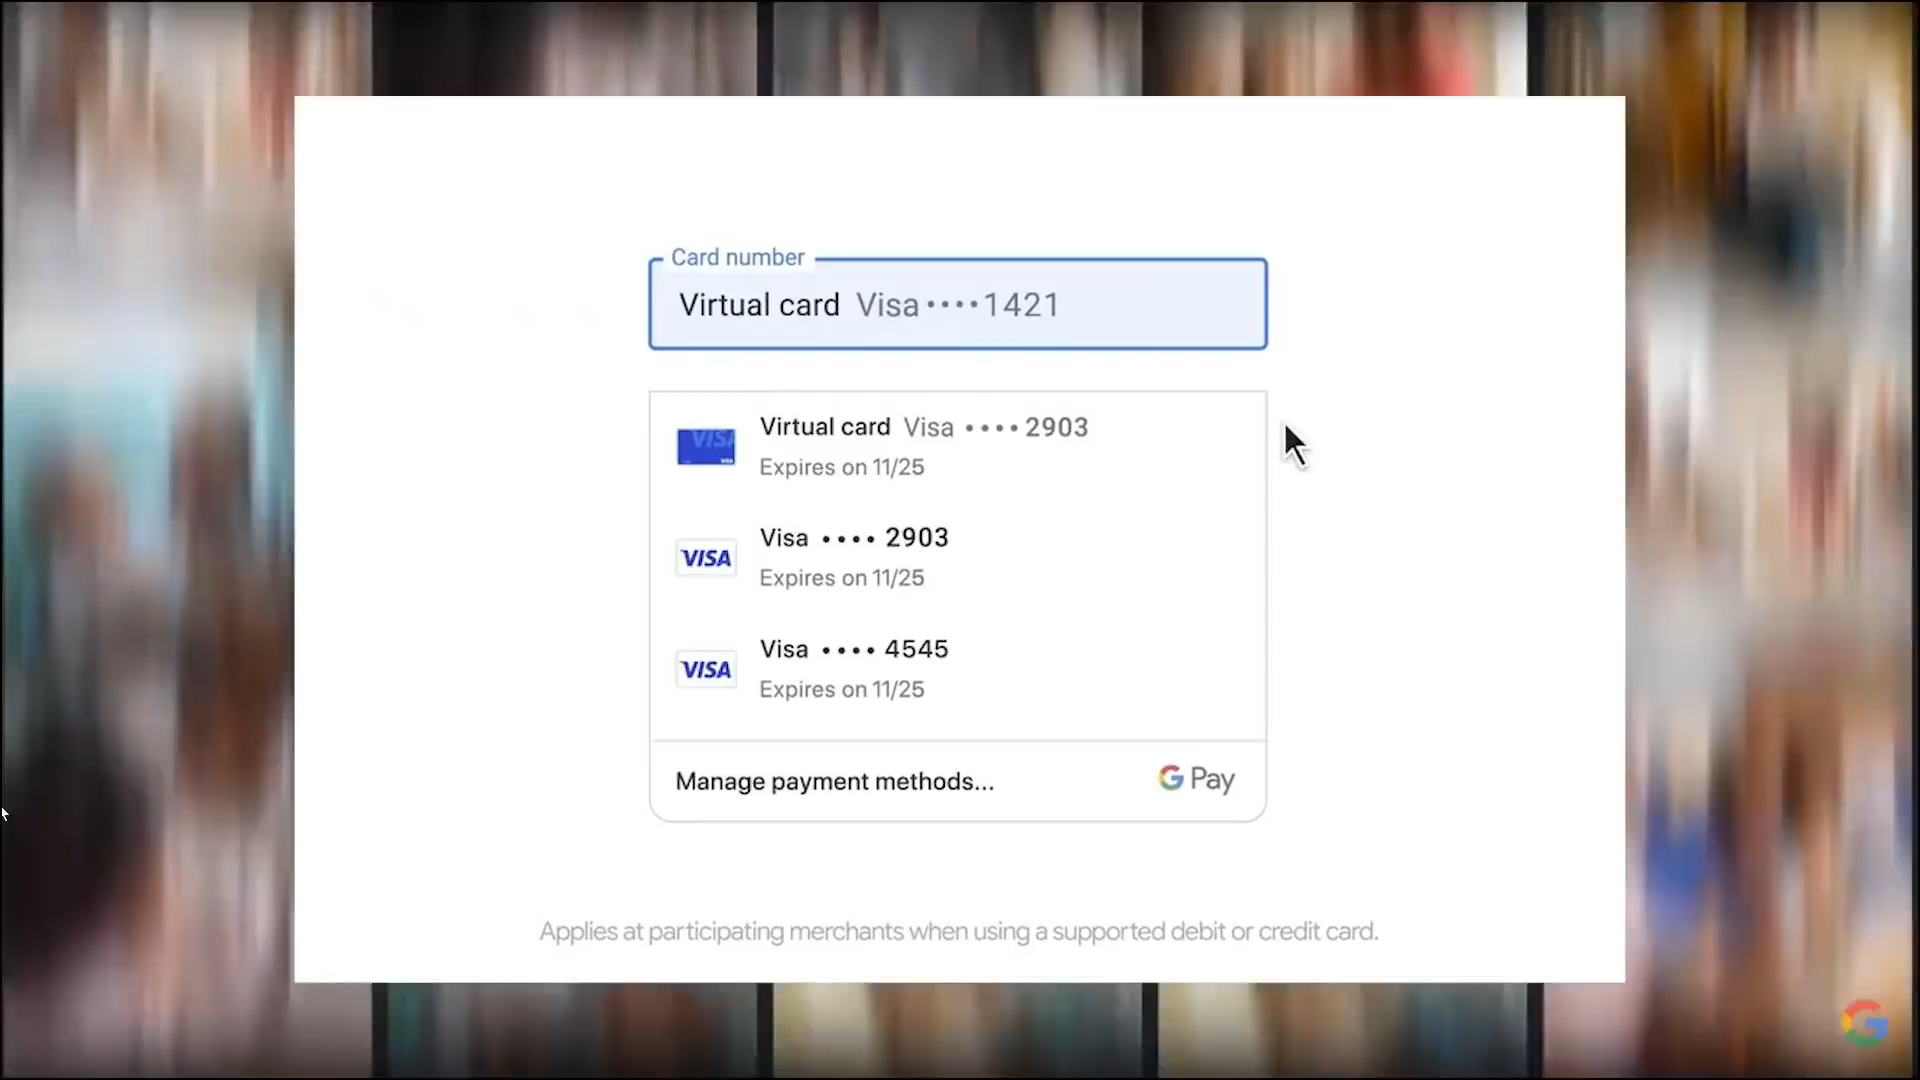 Card number
Virtual card Visa ····1421
Virtual card Visa •••• 2903
Expires on 11/25
VISA
VISA
Visa •••• 2903
Expires on 11/25
VISA
Visa •••• 4545
Expires on 11/25
VISA
Manage payment methods...
G Pay
Applies at participating merchants when using a supported debit or credit card.
G